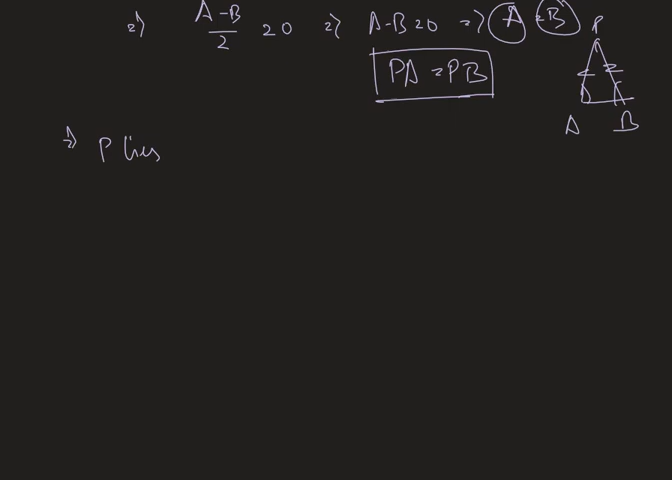 => (A-B)/2 = 0 => A-B=0 => A = B
P
PA = PB
A B
=> P lies